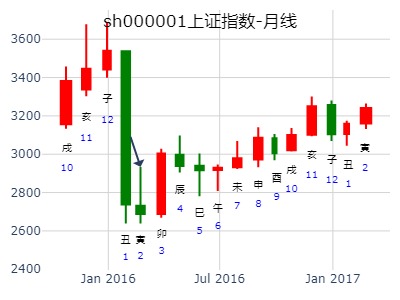 sh000001上证指数-月线
3600
3400
3200
3000
2800
2600
2400
戌
10
亥
11
子
12
丑
1
寅
2
卯
3
辰
4
巳
5
午
6
未
7
申
8
酉
9
戌
10
亥
11
子
12
丑
1
寅
2
Jan 2016
Jul 2016
Jan 2017